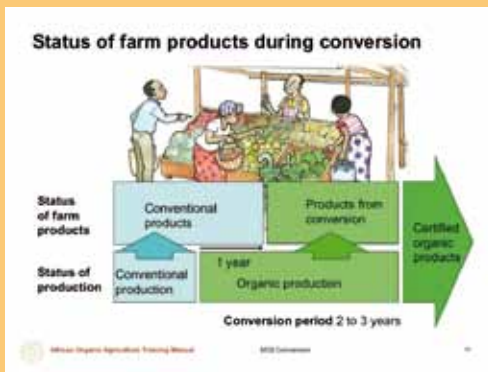 Status of farm products during conversion
Status
of farm
products
Conventional
products
Products from
conversion
Certified
organic
products
Status of
production
Conventional
production
1 year
Organic production
Conversion period 2 to 3 years
African Organic Agriculture Training Manual